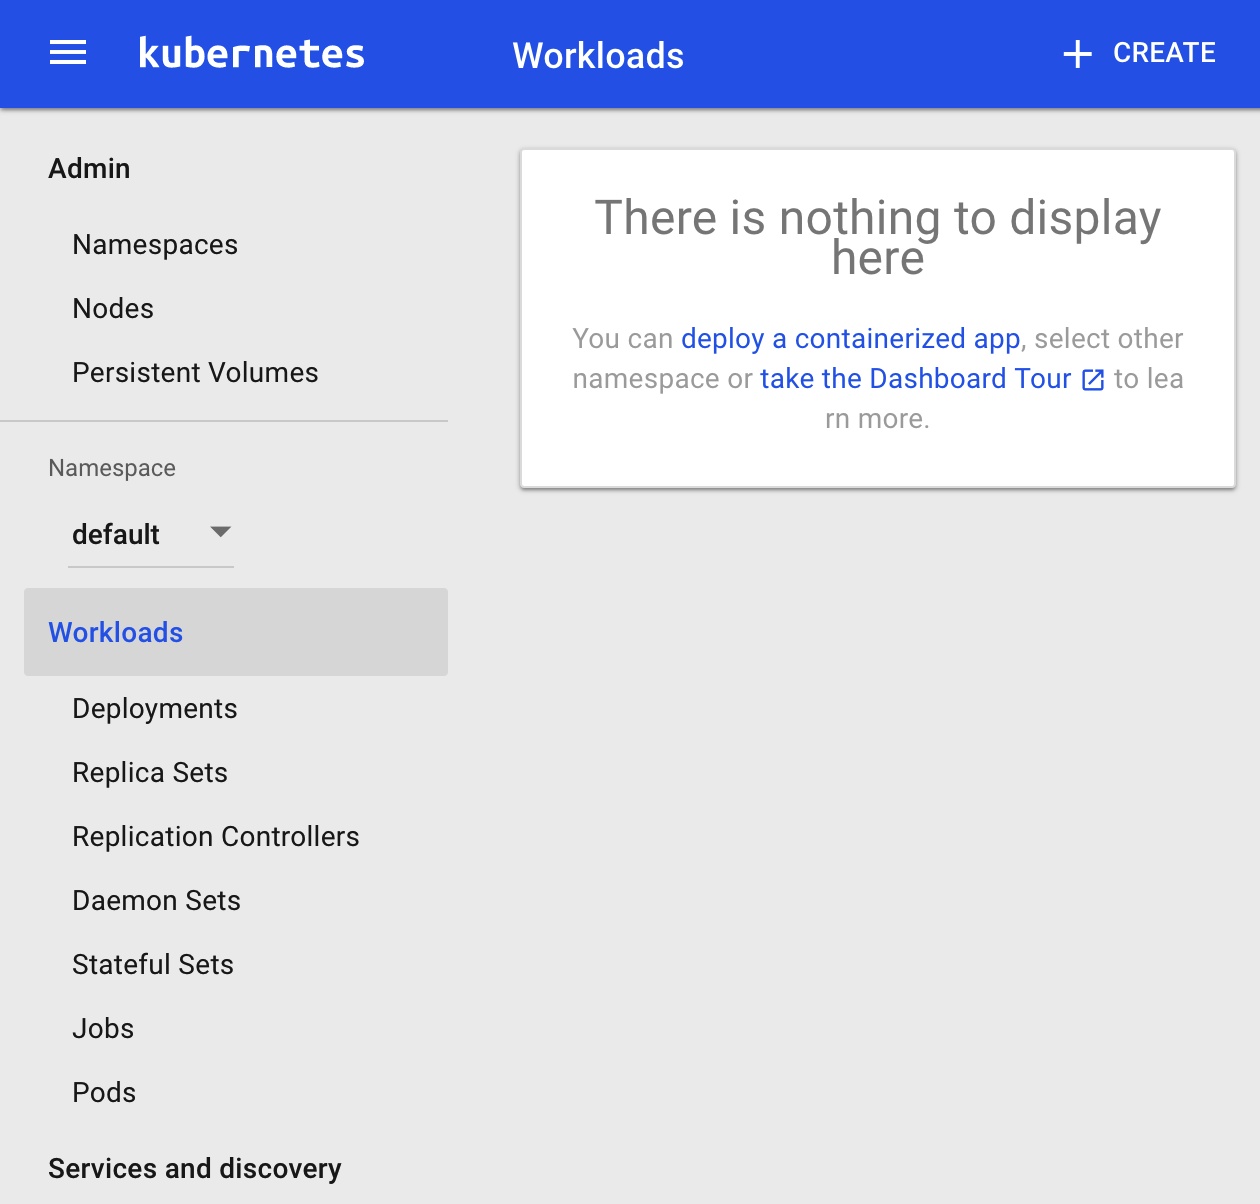 kubernetes
Workloads
CREATE
Admin
Namespaces
Nodes
Persistent Volumes
Namespace
default
Workloads
Deployments
Replica Sets
Replication Controllers
Daemon Sets
Stateful Sets
Jobs
Pods
Services and discovery
There is nothing to display
here
You can deploy a containerized app, select other
namespace or take the Dashboard Tour to lea
rn more.